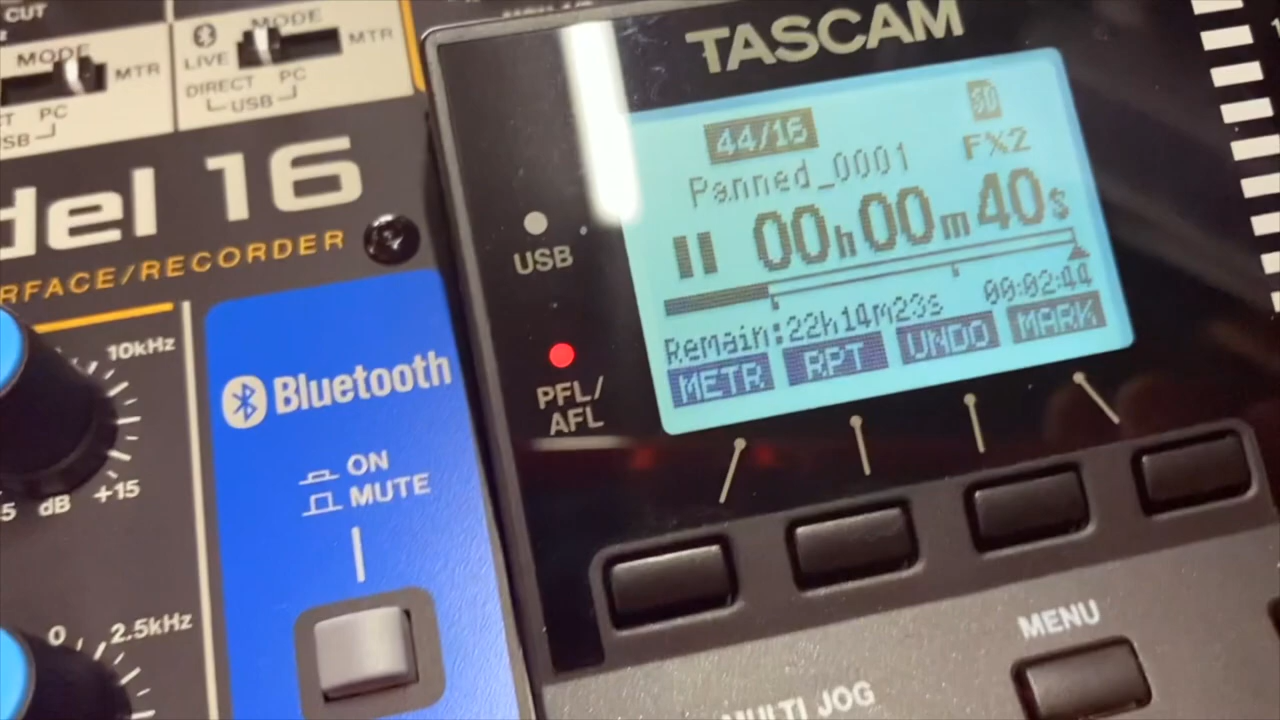 CUT
MODE
MTR
PC
MODE
LIVE
MTR
DIRECT
PC
USB
del 16
RFACE/RECORDER
10kHz
dB
+15
Bluetooth
ON
MUTE
0
2.5kHz
TASCAM
USB
PFL/
AFL
44/16
SD
Panned_0001
FX2
00h00m40s
Remain:22h14m23s
00:02:44
METR
RPT
UNDO
MARK
MENU
MULTI JOG